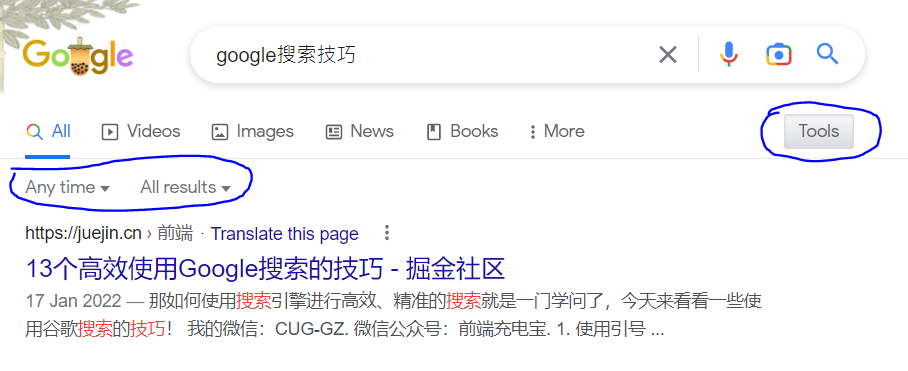 Google
google搜索技巧
All Videos Images News Books More Tools
Any time All results
https://juejin.cn › 前端 · Translate this page
13个高效使用Google搜索的技巧 - 掘金社区
17 Jan 2022 — 那如何使用搜索引擎进行高效、精准的搜索就是一门学问了，今天来看看一些使
用谷歌搜索的技巧！ 我的微信：CUG-GZ. 微信公众号：前端充电宝. 1. 使用引号 ...